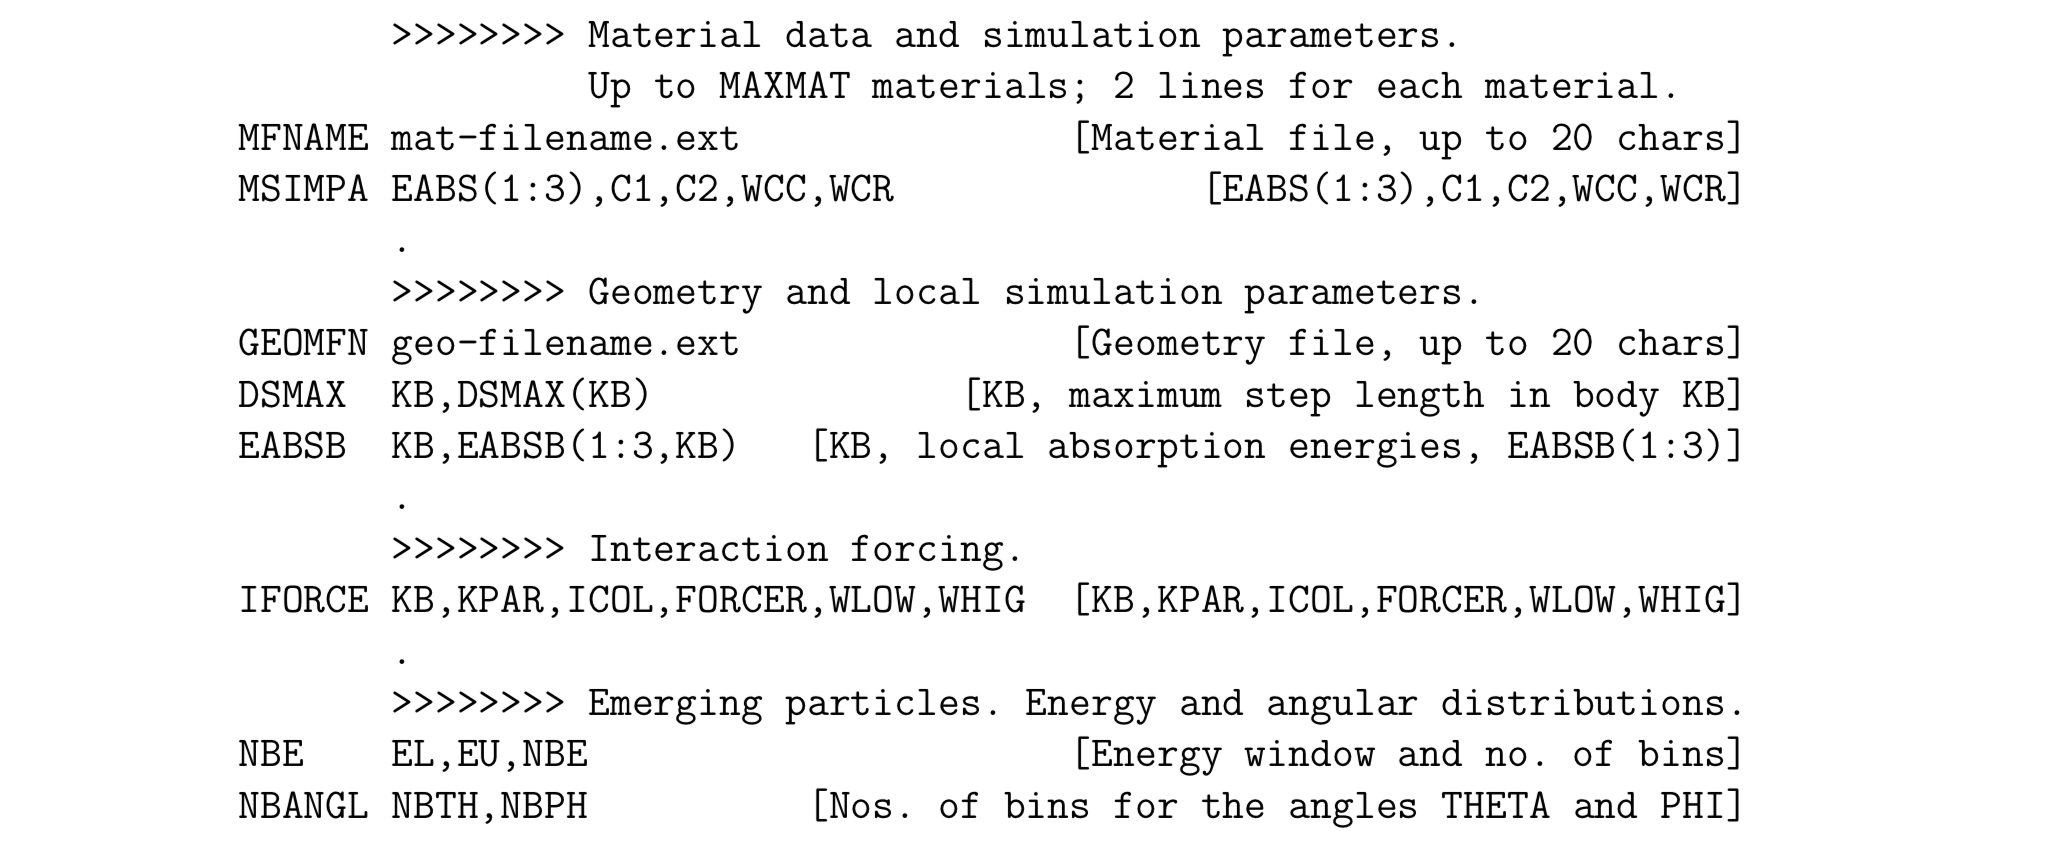 >>>>>>>> Material data and simulation parameters.
Up to MAXMAT materials; 2 lines for each material.
MFNAME mat-filename.ext [Material file, up to 20 chars]
MSIMPA EABS(1:3),C1,C2,WCC,WCR [EABS(1:3),C1,C2,WCC,WCR]
.
>>>>>>>> Geometry and local simulation parameters.
GEOMFN geo-filename.ext [Geometry file, up to 20 chars]
DSMAX KB,DSMAX(KB) [KB, maximum step length in body KB]
EABSB KB,EABSB(1:3,KB) [KB, local absorption energies, EABSB(1:3)]
.
>>>>>>>> Interaction forcing.
IFORCE KB,KPAR,ICOL,FORCER,WLOW,WHIG [KB,KPAR,ICOL,FORCER,WLOW,WHIG]
.
>>>>>>>> Emerging particles. Energy and angular distributions.
NBE EL,EU,NBE [Energy window and no. of bins]
NBANGL NBTH,NBPH [Nos. of bins for the angles THETA and PHI]